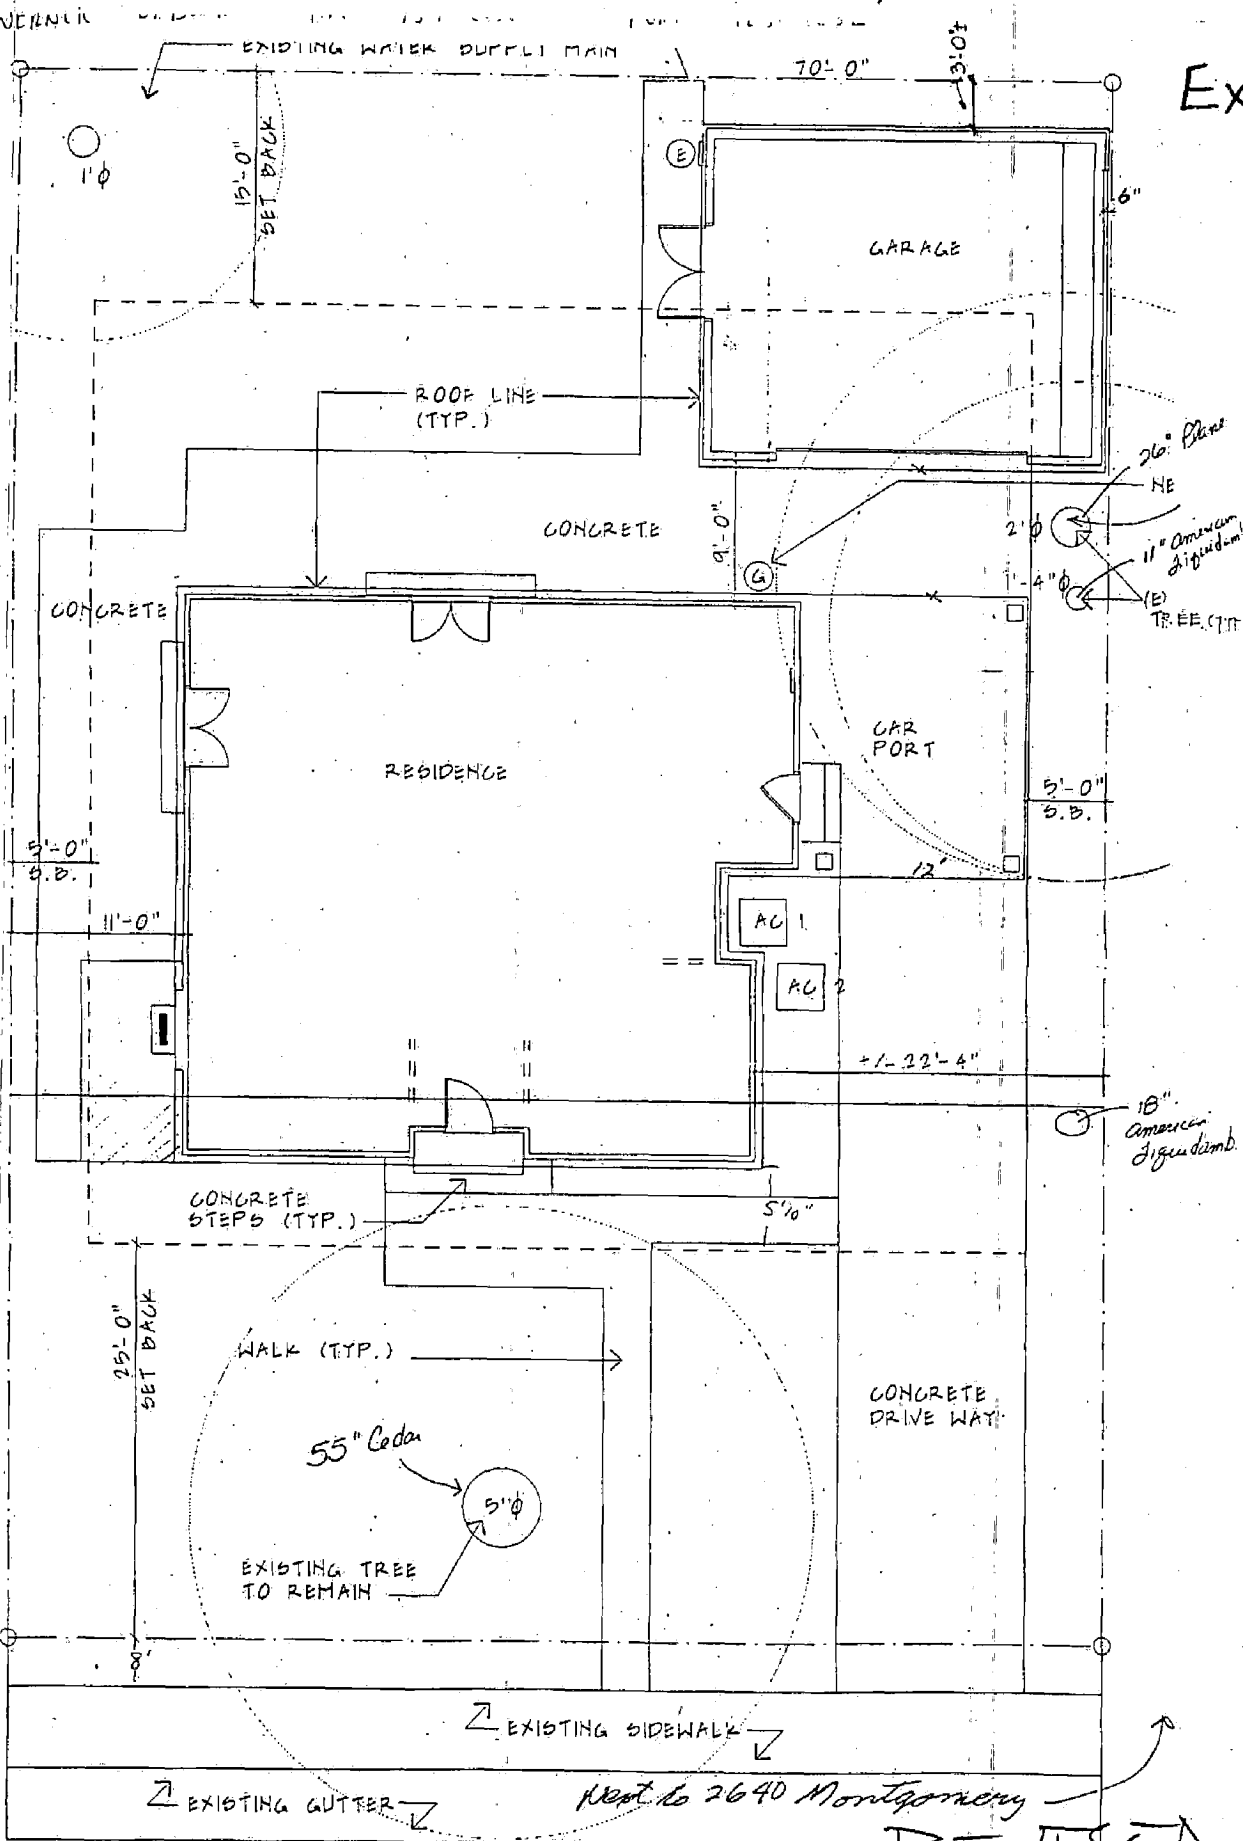 EXISTING WATER SUPPLY MAIN
70'-0"
3'-0"±
Ex
1'ϕ
15'-0"
SET BACK
E
GARAGE
6"
ROOF LINE
(TYP.)
26" Plane
NE
CONCRETE
9'-0"
2'ϕ
11" American
Liquidamb
G
1'-4"ϕ
(E)
TREE (TY
CONCRETE
CAR
PORT
RESIDENCE
5'-0"
S.B.
5'-0"
S.B.
12'
11'-0"
AC 1
AC 2
+/- 22'-4"
18"
American
Liquidamb.
CONCRETE
STEPS (TYP.)
5'10"
25'-0"
SET BACK
WALK (TYP.)
CONCRETE
DRIVE WAY
55" Cedar
5'ϕ
EXISTING TREE
TO REMAIN
8'
EXISTING SIDEWALK
EXISTING GUTTER
Next to 2640 Montgomery